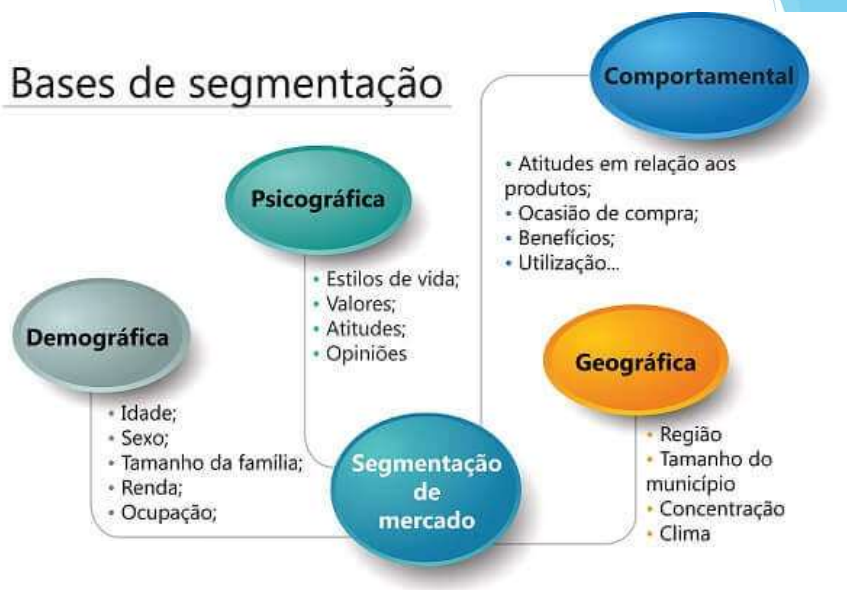 Bases de segmentação
Comportamental
• Atitudes em relação aos
produtos;
• Ocasião de compra;
• Benefícios;
• Utilização...
Psicográfica
• Estilos de vida;
• Valores;
• Atitudes;
• Opiniões
Demográfica
• Idade;
• Sexo;
• Tamanho da família;
• Renda;
• Ocupação;
Geográfica
• Região
• Tamanho do
município
• Concentração
• Clima
Segmentação
de
mercado